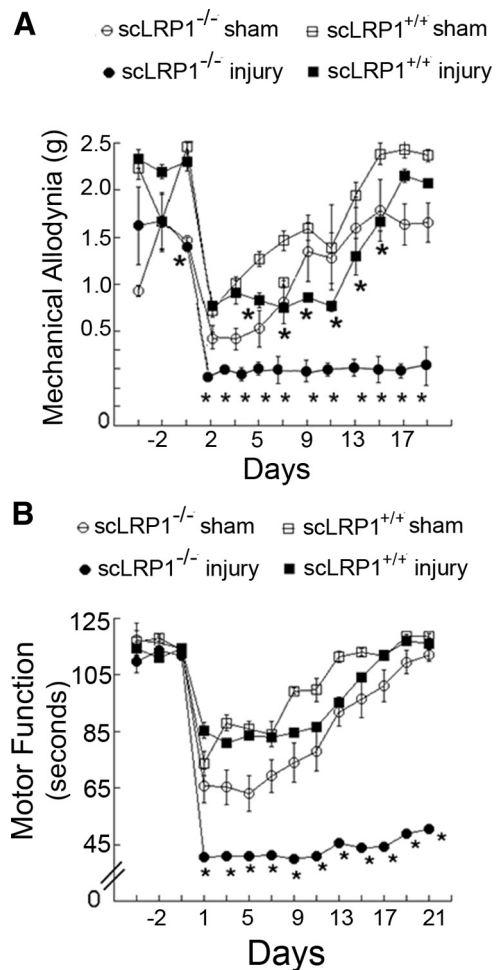 A
scLRP1-/- sham
scLRP1+/+ sham
scLRP1-/- injury
scLRP1+/+ injury
Mechanical Allodynia (g)
2.5
2.0
1.5
1.0
0.5
0
*
* * * * * * *
* * * * * * * * * *
-2 2 5 9 13 17
Days
B
scLRP1-/- sham
scLRP1+/+ sham
scLRP1-/- injury
scLRP1+/+ injury
Motor Function
(seconds)
125
105
85
65
45
0
* * * * * * * * * * *
-2 1 5 9 13 17 21
Days